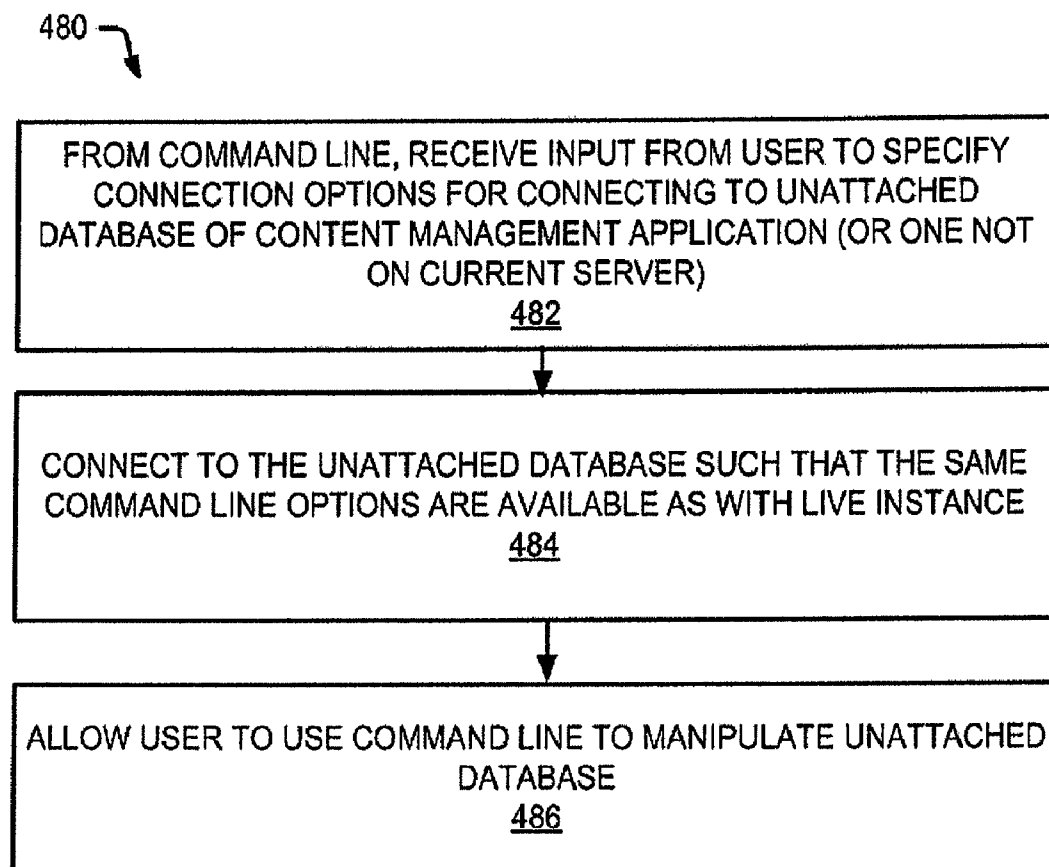 480
FROM COMMAND LINE, RECEIVE INPUT FROM USER TO SPECIFY
CONNECTION OPTIONS FOR CONNECTING TO UNATTACHED
DATABASE OF CONTENT MANAGEMENT APPLICATION (OR ONE NOT
ON CURRENT SERVER)
482
CONNECT TO THE UNATTACHED DATABASE SUCH THAT THE SAME
COMMAND LINE OPTIONS ARE AVAILABLE AS WITH LIVE INSTANCE
484
ALLOW USER TO USE COMMAND LINE TO MANIPULATE UNATTACHED
DATABASE
486